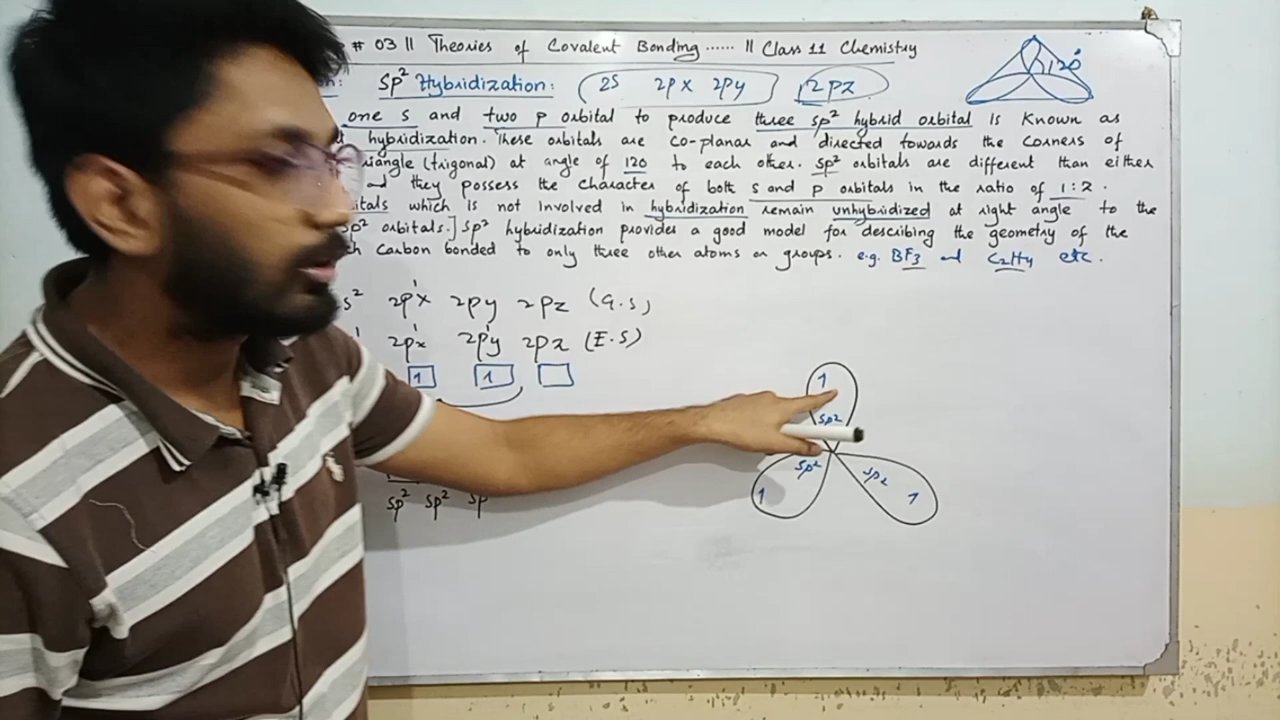 # 03 || Theories of Covalent Bonding ...... || Class 11 Chemistry
Sp² Hybridization: 2S 2px 2py 2pz
120°
one s and two p orbital to produce three sp² hybrid orbital is Known as
hybridization. These orbitals are co-planar and directed towards the Corners of
(trigonal) at angle of 120 to each other. sp² orbitals are different than either
and they possess the character of both s and p orbitals in the ratio of 1:2.
which is not involved in hybridization remain unhybridized at right angle to the
sp² orbitals.] sp² hybridization provides a good model for describing the geometry of the
Carbon bonded to only three other atoms or groups. e.g. BF3 and C2H4 etc.
s² 2p¹x 2py 2pz (G.S)
2p¹x 2p¹y 2pz (E.S)
1 1
1
sp²
sp² sp2
1 1
sp² sp² sp